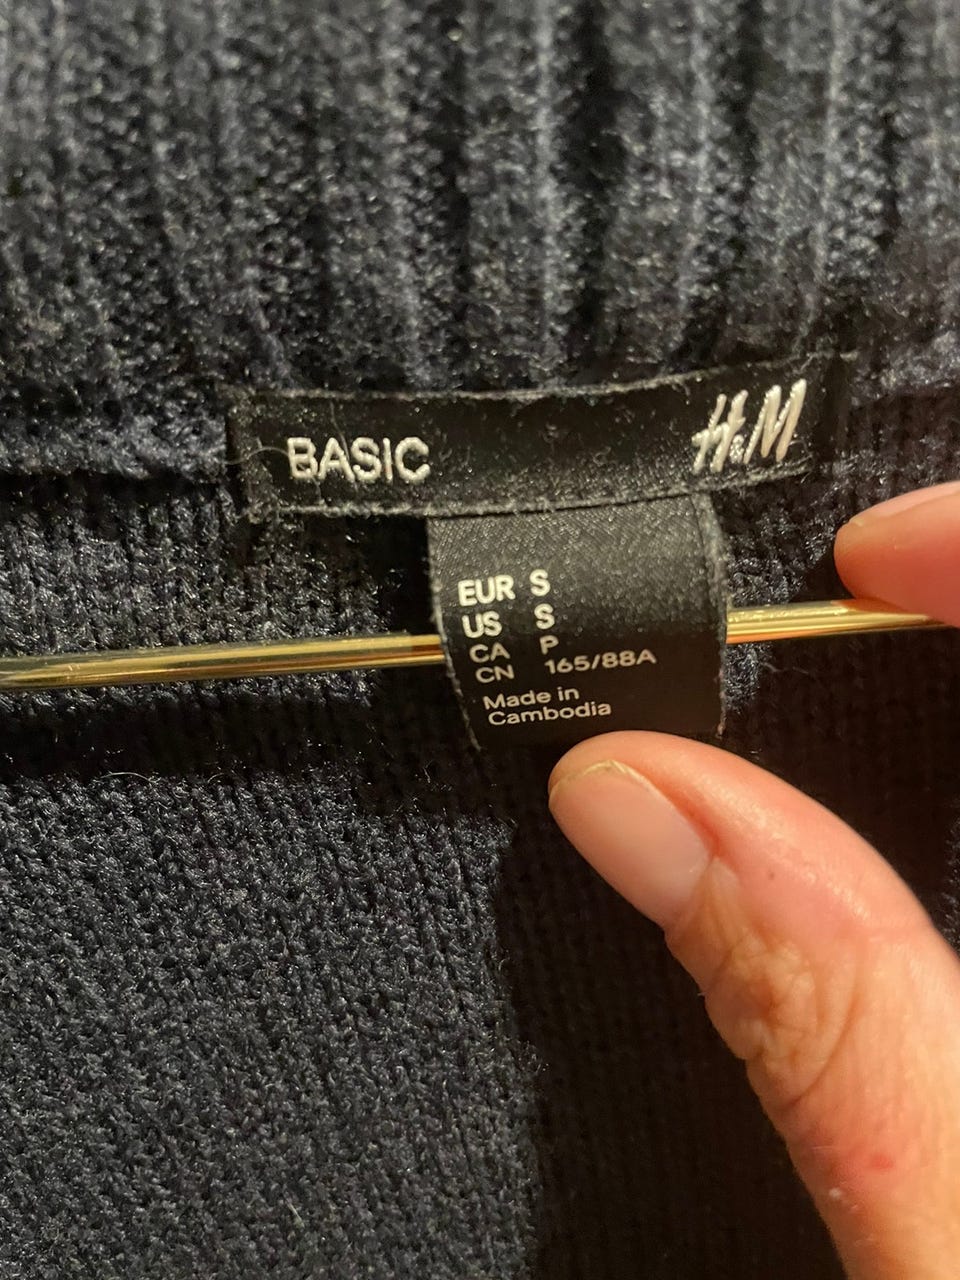 BASIC H&M
EUR S
US S
CA P
CN 165/88A
Made in
Cambodia